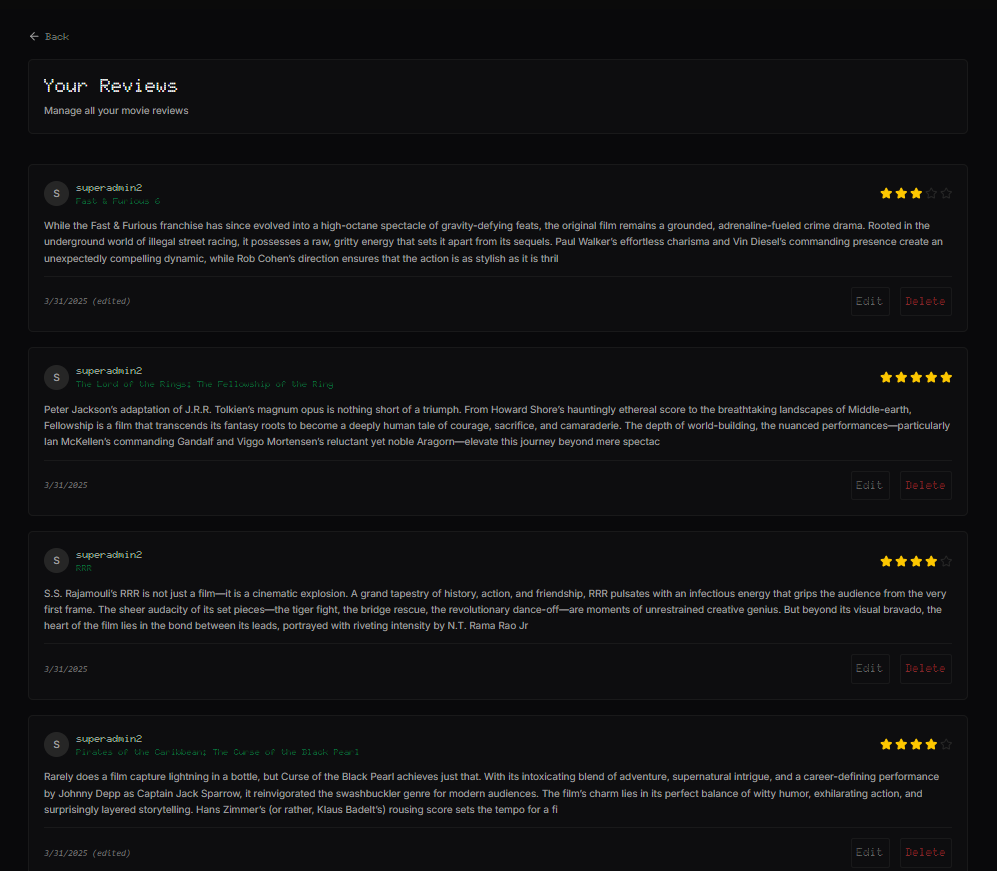 Back
Your Reviews
Manage all your movie reviews
S
superadmin2
Fast & Furious 6
While the Fast & Furious franchise has since evolved into a high-octane spectacle of gravity-defying feats, the original film remains a grounded, adrenaline-fueled crime drama. Rooted in the
underground world of illegal street racing, it possesses a raw, gritty energy that sets it apart from its sequels. Paul Walker's effortless charisma and Vin Diesel's commanding presence create an
unexpectedly compelling dynamic, while Rob Cohen's direction ensures that the action is as stylish as it is thril
3/31/2025 (edited)
Edit
Delete
S
superadmin2
The Lord of the Rings: The Fellowship of the Ring
Peter Jackson's adaptation of J.R.R. Tolkien's magnum opus is nothing short of a triumph. From Howard Shore's hauntingly ethereal score to the breathtaking landscapes of Middle-earth,
Fellowship is a film that transcends its fantasy roots to become a deeply human tale of courage, sacrifice, and camaraderie. The depth of world-building, the nuanced performances—particularly
Ian McKellen's commanding Gandalf and Viggo Mortensen's reluctant yet noble Aragorn—elevate this journey beyond mere spectac
3/31/2025
Edit
Delete
S
superadmin2
RRR
S.S. Rajamouli's RRR is not just a film—it is a cinematic explosion. A grand tapestry of history, action, and friendship, RRR pulsates with an infectious energy that grips the audience from the very
first frame. The sheer audacity of its set pieces—the tiger fight, the bridge rescue, the revolutionary dance-off—are moments of unrestrained creative genius. But beyond its visual bravado, the
heart of the film lies in the bond between its leads, portrayed with riveting intensity by N.T. Rama Rao Jr
3/31/2025
Edit
Delete
S
superadmin2
Pirates of the Caribbean: The Curse of the Black Pearl
Rarely does a film capture lightning in a bottle, but Curse of the Black Pearl achieves just that. With its intoxicating blend of adventure, supernatural intrigue, and a career-defining performance
by Johnny Depp as Captain Jack Sparrow, it reinvigorated the swashbuckler genre for modern audiences. The film's charm lies in its perfect balance of witty humor, exhilarating action, and
surprisingly layered storytelling. Hans Zimmer's (or rather, Klaus Badelt's) rousing score sets the tempo for a fi
3/31/2025 (edited)
Edit
Delete